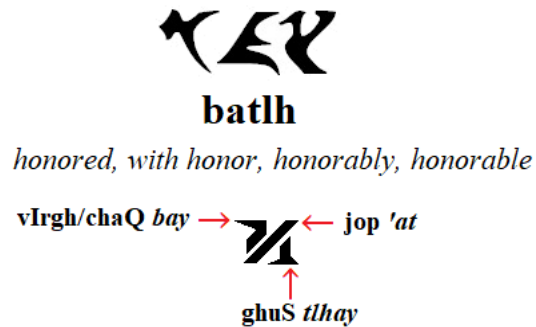 batlh
honored, with honor, honorably, honorable
vIrgh/chaQ bay → ← jop 'at
ghuS tlhay